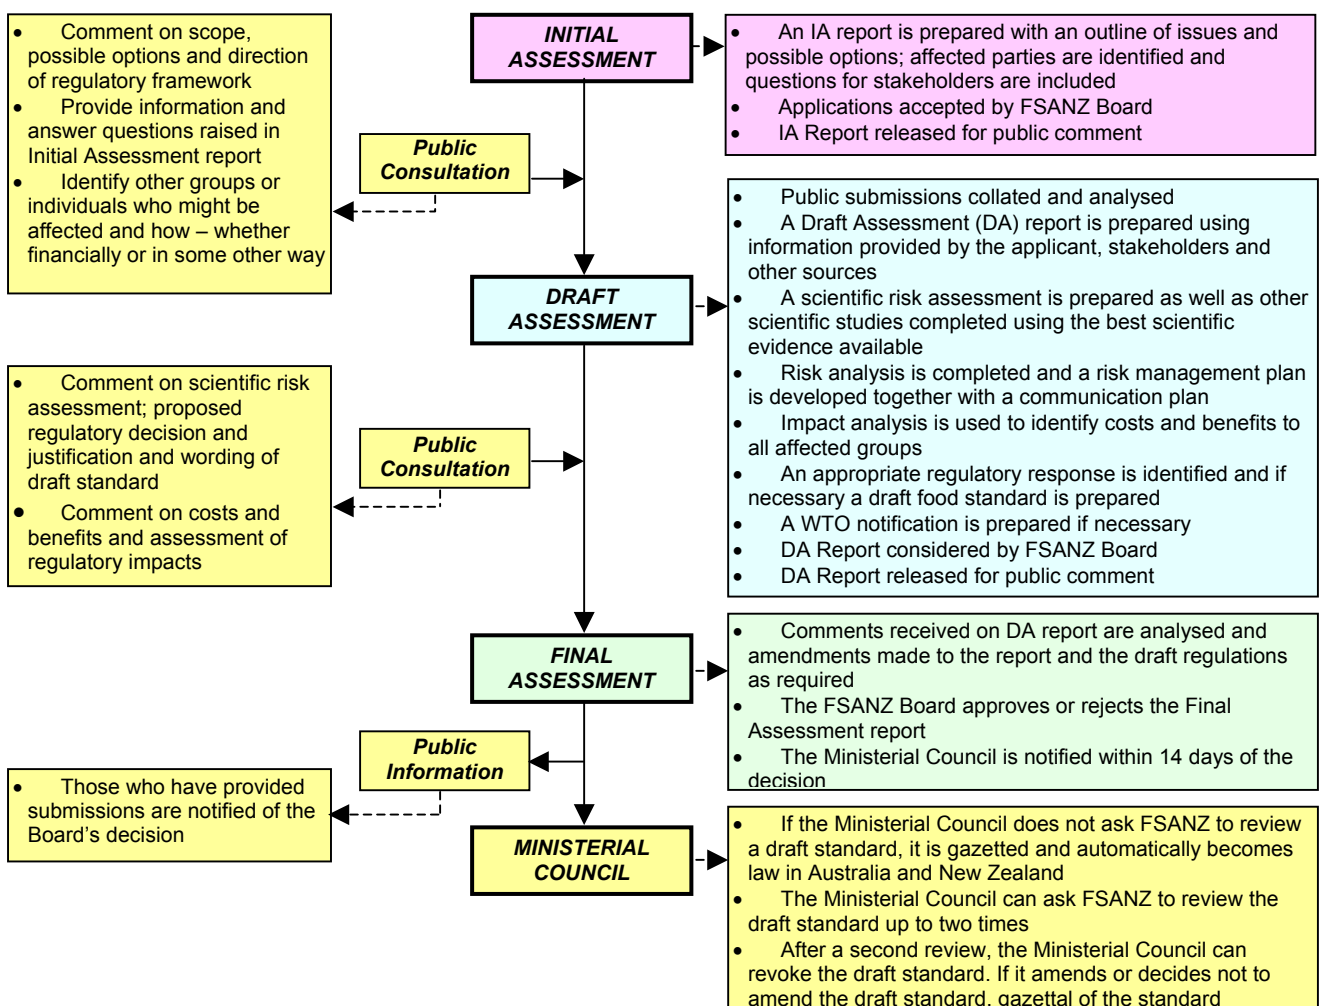 • Comment on scope,
possible options and direction
of regulatory framework
• Provide information and
answer questions raised in
Initial Assessment report
• Identify other groups or
individuals who might be
affected and how – whether
financially or in some other way
INITIAL
ASSESSMENT
• An IA report is prepared with an outline of issues and
possible options; affected parties are identified and
questions for stakeholders are included
• Applications accepted by FSANZ Board
• IA Report released for public comment
Public
Consultation
DRAFT
ASSESSMENT
• Public submissions collated and analysed
• A Draft Assessment (DA) report is prepared using
information provided by the applicant, stakeholders and
other sources
• A scientific risk assessment is prepared as well as other
scientific studies completed using the best scientific
evidence available
• Risk analysis is completed and a risk management plan
is developed together with a communication plan
• Impact analysis is used to identify costs and benefits to
all affected groups
• An appropriate regulatory response is identified and if
necessary a draft food standard is prepared
• A WTO notification is prepared if necessary
• DA Report considered by FSANZ Board
• DA Report released for public comment
• Comment on scientific risk
assessment; proposed
regulatory decision and
justification and wording of
draft standard
• Comment on costs and
benefits and assessment of
regulatory impacts
Public
Consultation
FINAL
ASSESSMENT
• Comments received on DA report are analysed and
amendments made to the report and the draft regulations
as required
• The FSANZ Board approves or rejects the Final
Assessment report
• The Ministerial Council is notified within 14 days of the
decision
Public
Information
• Those who have provided
submissions are notified of the
Board's decision
MINISTERIAL
COUNCIL
• If the Ministerial Council does not ask FSANZ to review
a draft standard, it is gazetted and automatically becomes
law in Australia and New Zealand
• The Ministerial Council can ask FSANZ to review the
draft standard up to two times
• After a second review, the Ministerial Council can
revoke the draft standard. If it amends or decides not to
amend the draft standard, gazettal of the standard